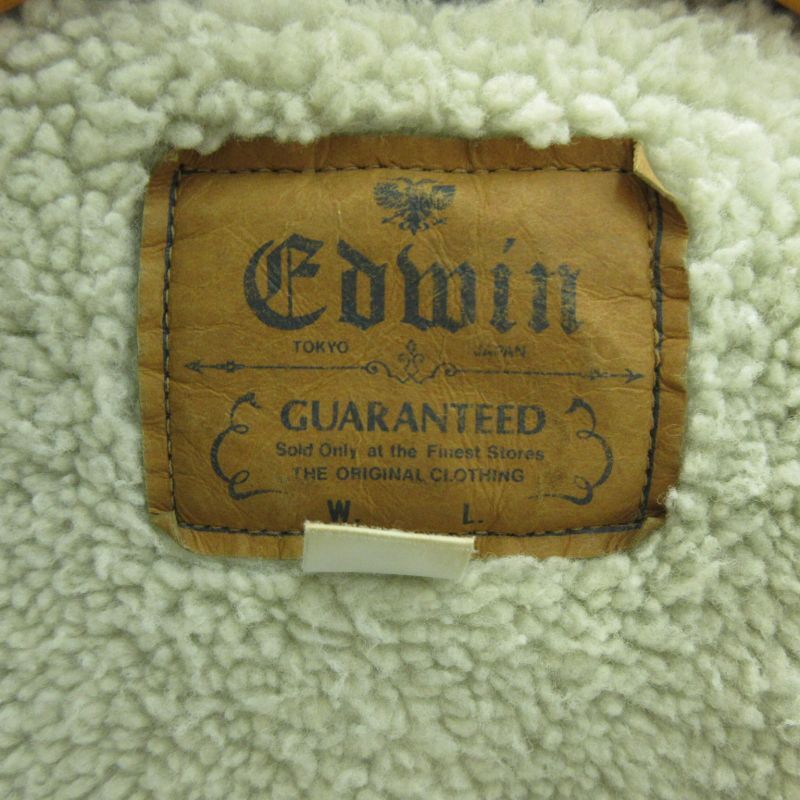 Edwin
TOKYO JAPAN
GUARANTEED
Sold Only at the Finest Stores
THE ORIGINAL CLOTHING
W. L.